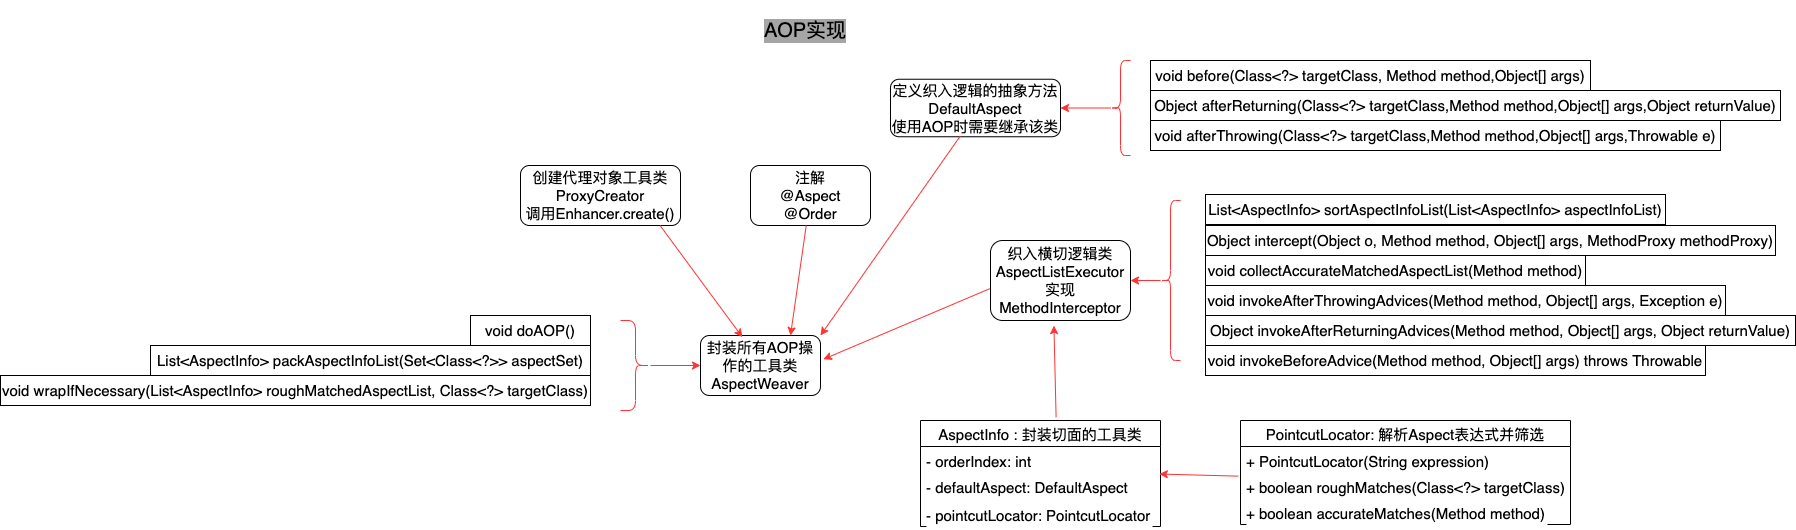 AOP实现
定义织入逻辑的抽象方法
DefaultAspect
使用AOP时需要继承该类
void before(Class<?> targetClass, Method method,Object[] args)
Object afterReturning(Class<?> targetClass,Method method,Object[] args,Object returnValue)
void afterThrowing(Class<?> targetClass,Method method,Object[] args,Throwable e)
创建代理对象工具类
ProxyCreator
调用Enhancer.create()
注解
@Aspect
@Order
织入横切逻辑类
AspectListExecutor
实现
MethodInterceptor
List<AspectInfo> sortAspectInfoList(List<AspectInfo> aspectInfoList)
Object intercept(Object o, Method method, Object[] args, MethodProxy methodProxy)
void collectAccurateMatchedAspectList(Method method)
void invokeAfterThrowingAdvices(Method method, Object[] args, Exception e)
Object invokeAfterReturningAdvices(Method method, Object[] args, Object returnValue)
void invokeBeforeAdvice(Method method, Object[] args) throws Throwable
void doAOP()
List<AspectInfo> packAspectInfoList(Set<Class<?>> aspectSet)
void wrapIfNecessary(List<AspectInfo> roughMatchedAspectList, Class<?> targetClass)
封装所有AOP操
作的工具类
AspectWeaver
AspectInfo : 封装切面的工具类
- orderIndex: int
- defaultAspect: DefaultAspect
- pointcutLocator: PointcutLocator
PointcutLocator: 解析Aspect表达式并筛选
+ PointcutLocator(String expression)
+ boolean roughMatches(Class<?> targetClass)
+ boolean accurateMatches(Method method)